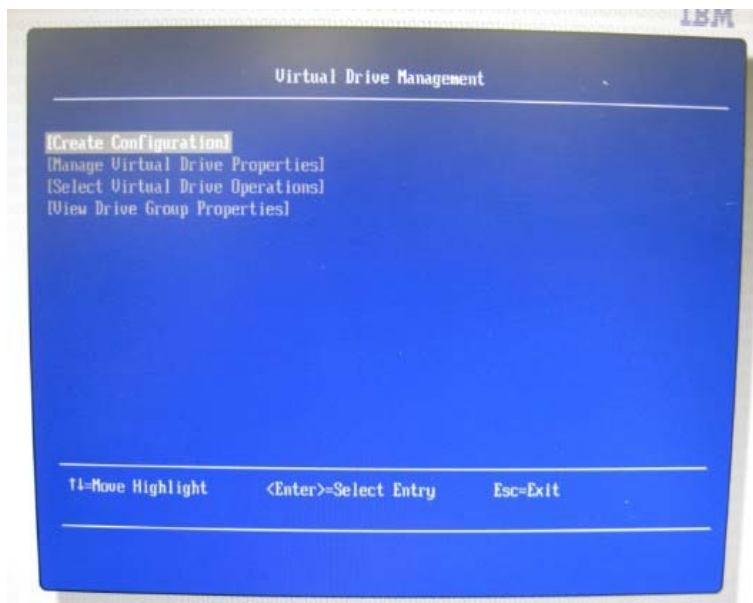 IBM
Virtual Drive Management
[Create Configuration]
[Manage Virtual Drive Properties]
[Select Virtual Drive Operations]
[View Drive Group Properties]
↑↓=Move Highlight <Enter>=Select Entry Esc=Exit